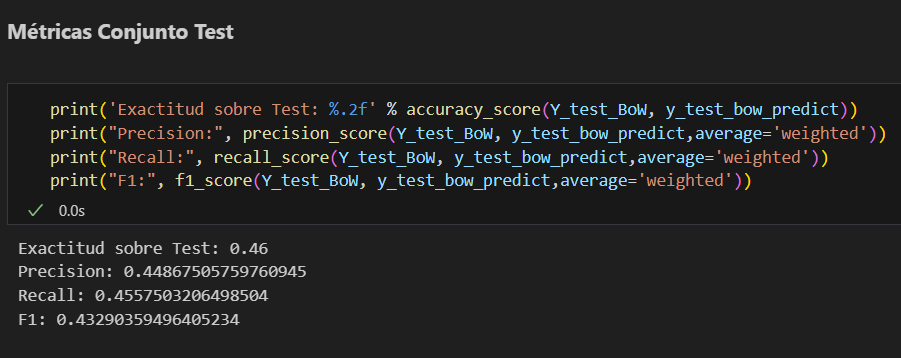 Métricas Conjunto Test
print('Exactitud sobre Test: %.2f' % accuracy_score(Y_test_BoW, y_test_bow_predict))
print("Precision:", precision_score(Y_test_BoW, y_test_bow_predict,average='weighted'))
print("Recall:", recall_score(Y_test_BoW, y_test_bow_predict,average='weighted'))
print("F1:", f1_score(Y_test_BoW, y_test_bow_predict,average='weighted'))
0.0s
Exactitud sobre Test: 0.46
Precision: 0.44867505759760945
Recall: 0.4557503206498504
F1: 0.43290359496405234